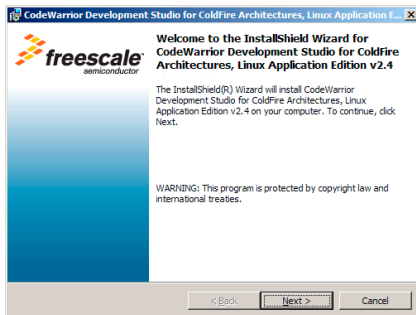 CodeWarrior Development Studio for ColdFire Architectures, Linux Application E...
freescale
semiconductor
Welcome to the InstallShield Wizard for
CodeWarrior Development Studio for ColdFire
Architectures, Linux Application Edition v2.4
The InstallShield(R) Wizard will install CodeWarrior
Development Studio for ColdFire Architectures, Linux
Application Edition v2.4 on your computer. To continue, click
Next.
WARNING: This program is protected by copyright law and
international treaties.
< Back
Next >
Cancel